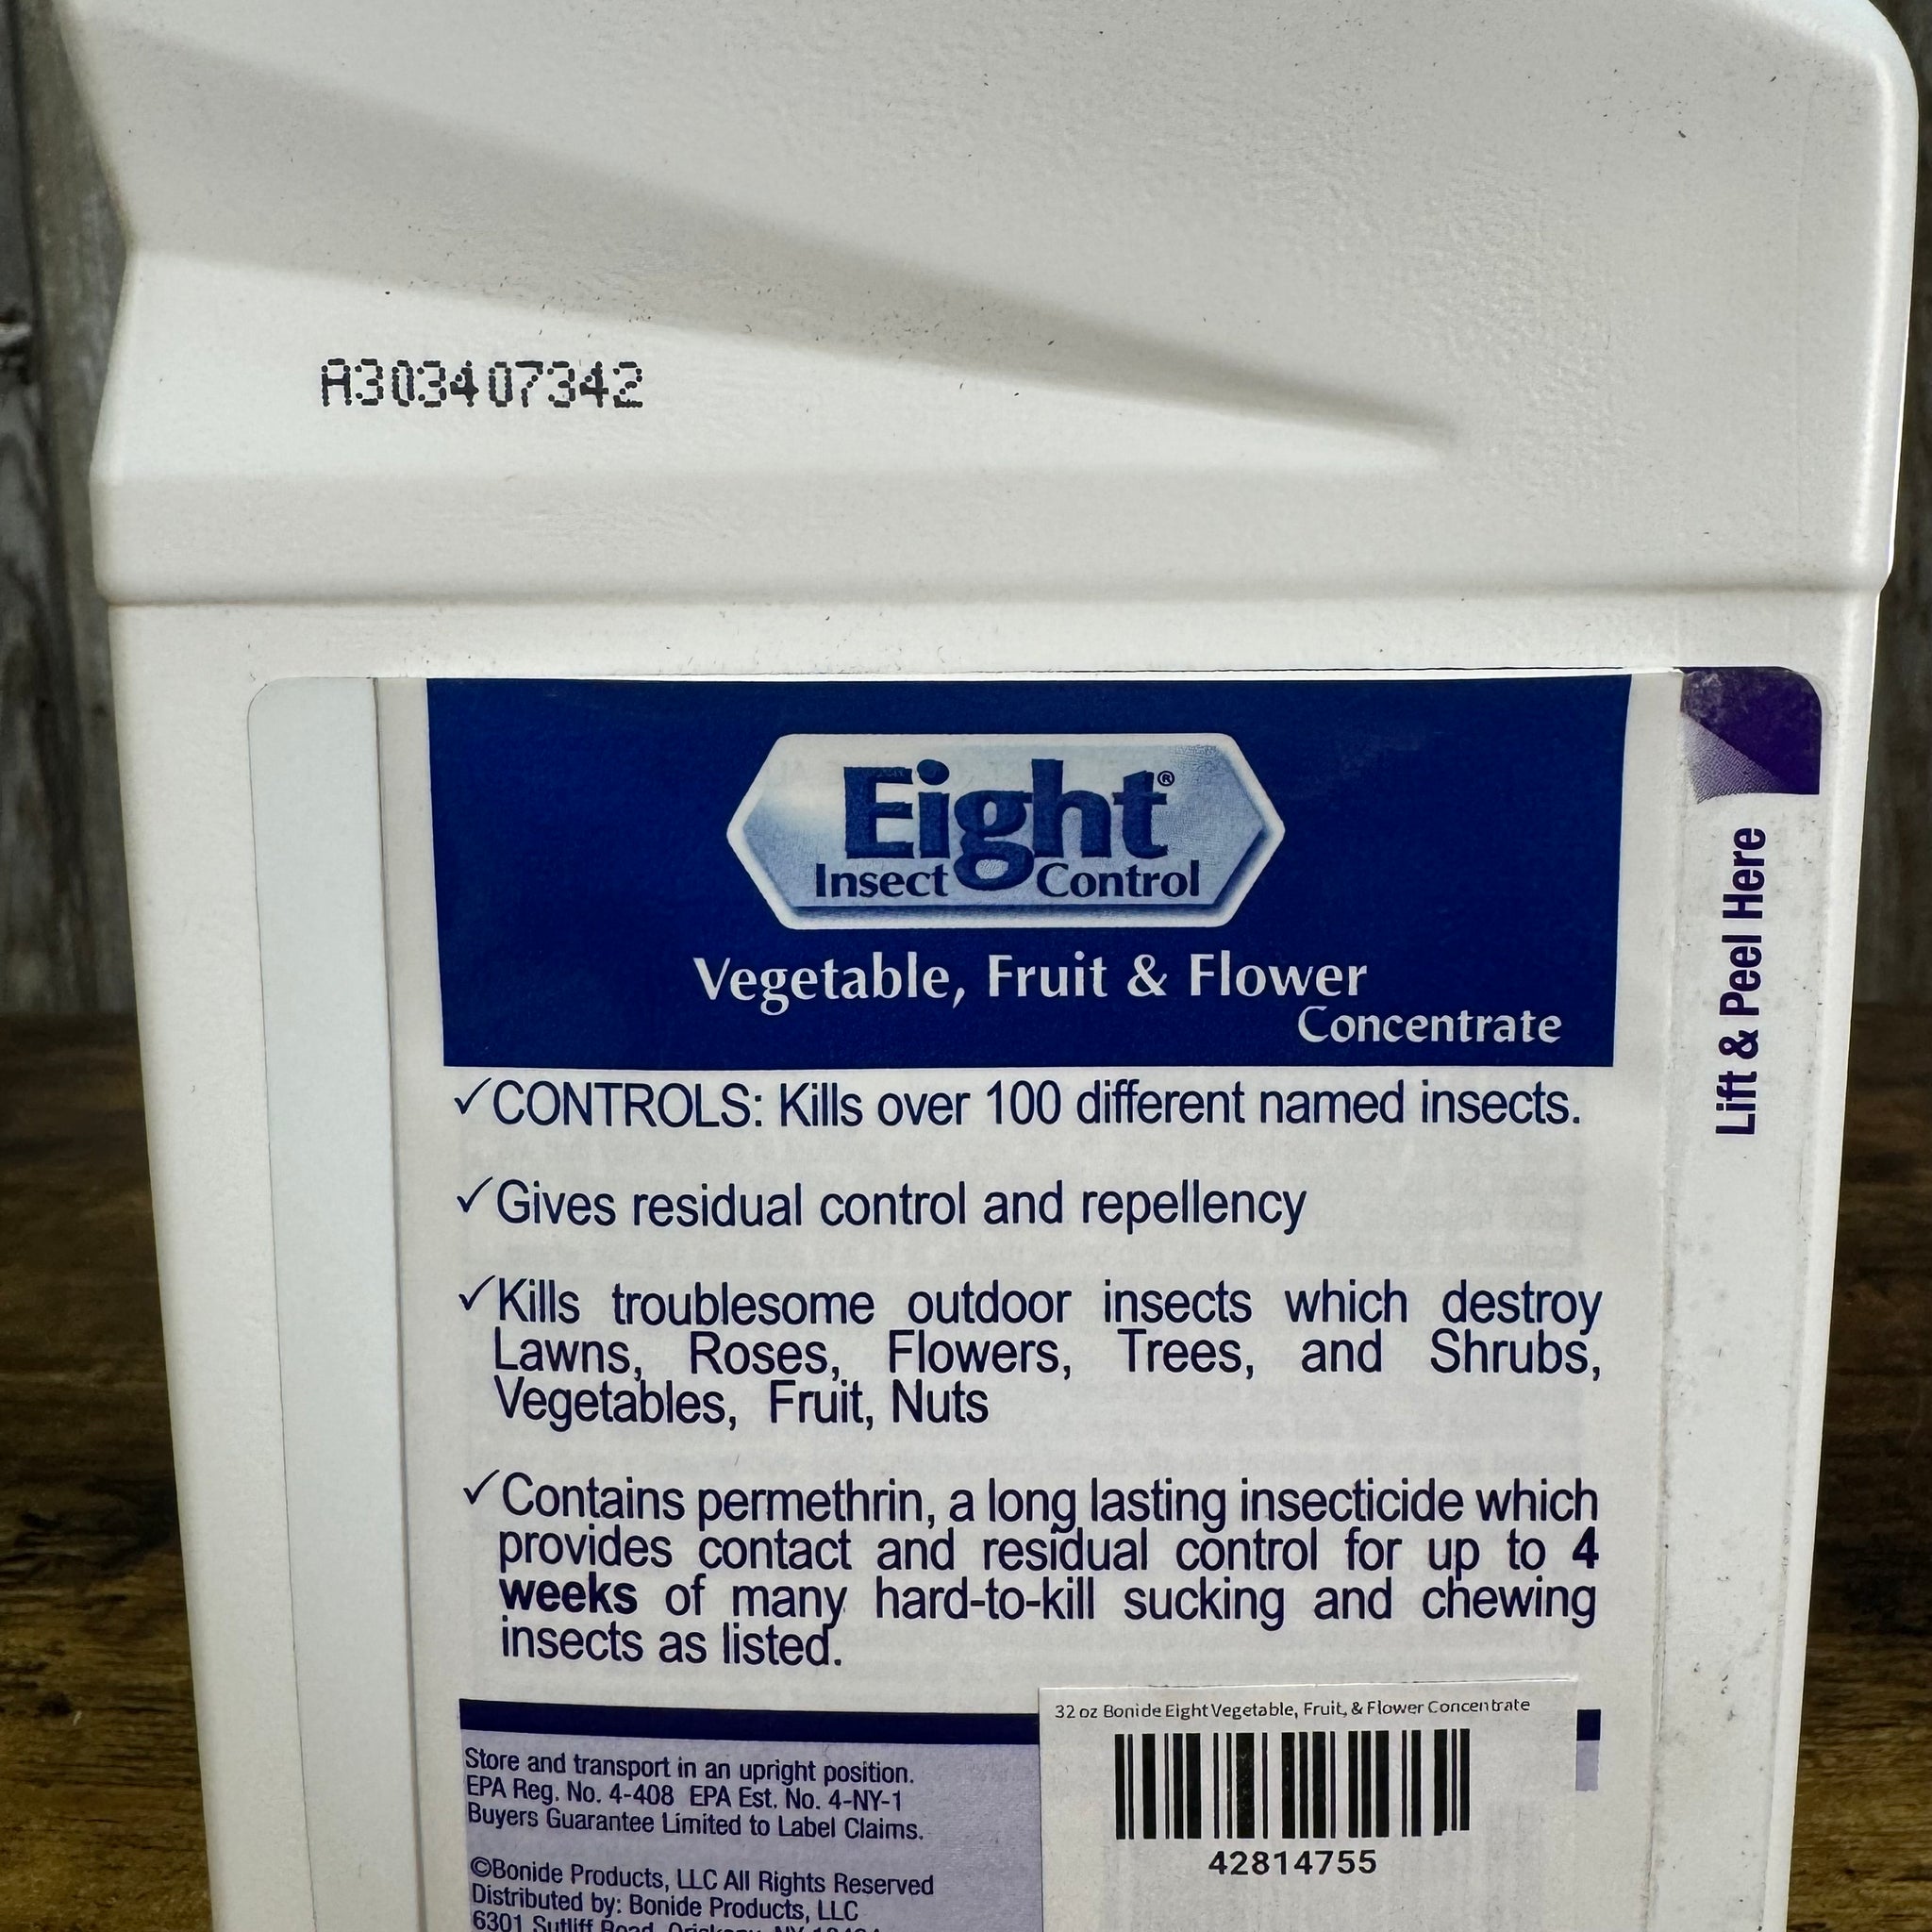 A303407342
Eight®
Insect Control
Vegetable, Fruit & Flower
Concentrate
Lift & Peel Here
✓CONTROLS: Kills over 100 different named insects.
✓Gives residual control and repellency
✓Kills troublesome outdoor insects which destroy
Lawns, Roses, Flowers, Trees, and Shrubs,
Vegetables, Fruit, Nuts
✓Contains permethrin, a long lasting insecticide which
provides contact and residual control for up to 4
weeks of many hard-to-kill sucking and chewing
insects as listed.
32 oz Bonide Eight Vegetable, Fruit, & Flower Concentrate
42814755
Store and transport in an upright position.
EPA Reg. No. 4-408 EPA Est. No. 4-NY-1
Buyers Guarantee Limited to Label Claims.
©Bonide Products, LLC All Rights Reserved
Distributed by: Bonide Products, LLC
6301 Sutliff Road, Oriskany, NY